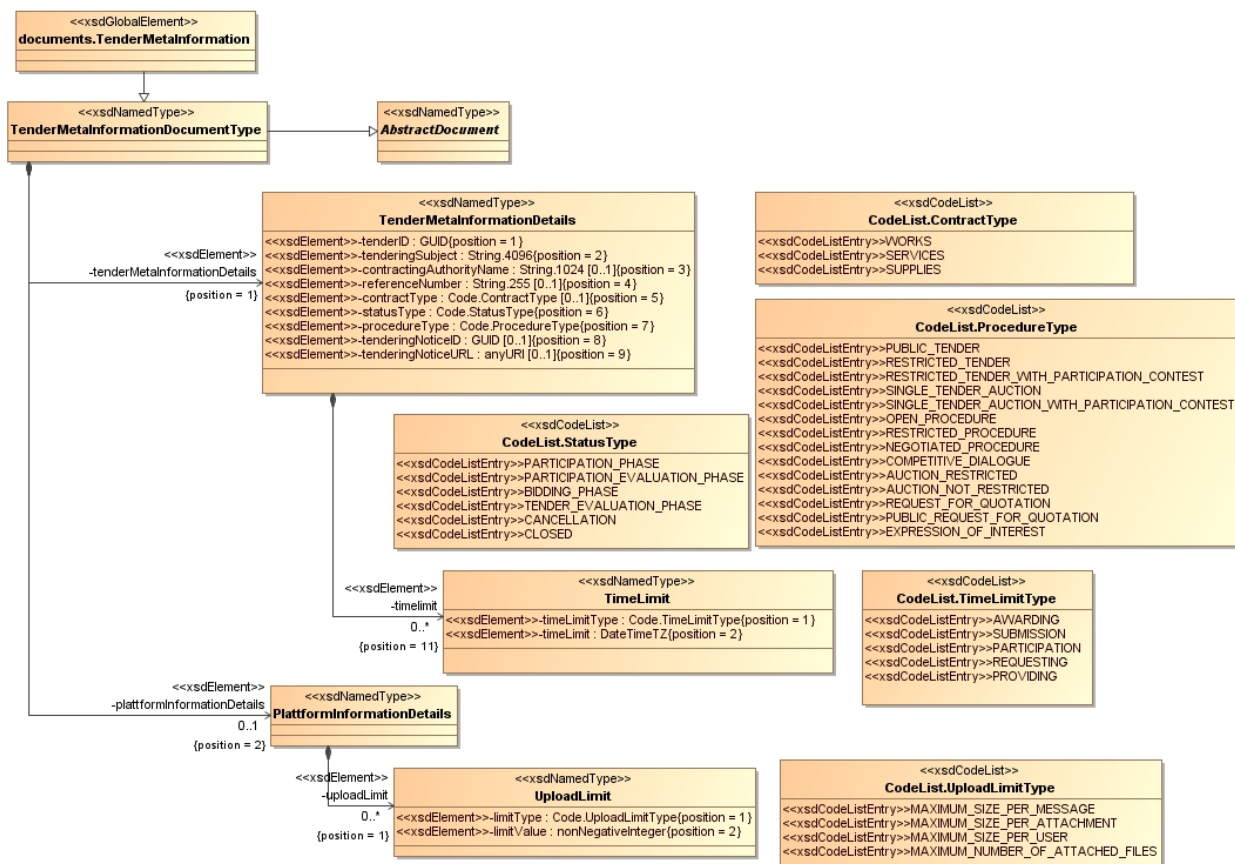 <<xsdGlobalElement>>
documents.TenderMetaInformation
<<xsdNamedType>>
TenderMetaInformationDocumentType
<<xsdNamedType>>
AbstractDocument
<<xsdElement>>
-tenderMetaInformationDetails
{position = 1}
<<xsdNamedType>>
TenderMetaInformationDetails
<<xsdElement>>-tenderID : GUID{position = 1}
<<xsdElement>>-tenderingSubject : String.4096{position = 2}
<<xsdElement>>-contractingAuthorityName : String.1024 [0..1]{position = 3}
<<xsdElement>>-referenceNumber : String.255 [0..1]{position = 4}
<<xsdElement>>-contractType : Code.ContractType [0..1]{position = 5}
<<xsdElement>>-statusType : Code.StatusType{position = 6}
<<xsdElement>>-procedureType : Code.ProcedureType{position = 7}
<<xsdElement>>-tenderingNoticeID : GUID [0..1]{position = 8}
<<xsdElement>>-tenderingNoticeURL : anyURI [0..1]{position = 9}
<<xsdCodeList>>
CodeList.ContractType
<<xsdCodeListEntry>>WORKS
<<xsdCodeListEntry>>SERVICES
<<xsdCodeListEntry>>SUPPLIES
<<xsdCodeList>>
CodeList.ProcedureType
<<xsdCodeListEntry>>PUBLIC_TENDER
<<xsdCodeListEntry>>RESTRICTED_TENDER
<<xsdCodeListEntry>>RESTRICTED_TENDER_WITH_PARTICIPATION_CONTEST
<<xsdCodeListEntry>>SINGLE_TENDER_AUCTION
<<xsdCodeListEntry>>SINGLE_TENDER_AUCTION_WITH_PARTICIPATION_CONTEST
<<xsdCodeListEntry>>OPEN_PROCEDURE
<<xsdCodeListEntry>>RESTRICTED_PROCEDURE
<<xsdCodeListEntry>>NEGOTIATED_PROCEDURE
<<xsdCodeListEntry>>COMPETITIVE_DIALOGUE
<<xsdCodeListEntry>>AUCTION_RESTRICTED
<<xsdCodeListEntry>>AUCTION_NOT_RESTRICTED
<<xsdCodeListEntry>>REQUEST_FOR_QUOTATION
<<xsdCodeListEntry>>PUBLIC_REQUEST_FOR_QUOTATION
<<xsdCodeListEntry>>EXPRESSION_OF_INTEREST
<<xsdCodeList>>
CodeList.StatusType
<<xsdCodeListEntry>>PARTICIPATION_PHASE
<<xsdCodeListEntry>>PARTICIPATION_EVALUATION_PHASE
<<xsdCodeListEntry>>BIDDING_PHASE
<<xsdCodeListEntry>>TENDER_EVALUATION_PHASE
<<xsdCodeListEntry>>CANCELLATION
<<xsdCodeListEntry>>CLOSED
<<xsdElement>>
-timelimit
0..*
{position = 11}
<<xsdNamedType>>
TimeLimit
<<xsdElement>>-timeLimitType : Code.TimeLimitType{position = 1}
<<xsdElement>>-timeLimit : DateTimeTZ{position = 2}
<<xsdCodeList>>
CodeList.TimeLimitType
<<xsdCodeListEntry>>AWARDING
<<xsdCodeListEntry>>SUBMISSION
<<xsdCodeListEntry>>PARTICIPATION
<<xsdCodeListEntry>>REQUESTING
<<xsdCodeListEntry>>PROVIDING
<<xsdElement>>
-plattformInformationDetails
0..1
{position = 2}
<<xsdNamedType>>
PlattformInformationDetails
<<xsdElement>>
-uploadLimit
0..*
{position = 1}
<<xsdNamedType>>
UploadLimit
<<xsdElement>>-limitType : Code.UploadLimitType{position = 1}
<<xsdElement>>-limitValue : nonNegativeInteger{position = 2}
<<xsdCodeList>>
CodeList.UploadLimitType
<<xsdCodeListEntry>>MAXIMUM_SIZE_PER_MESSAGE
<<xsdCodeListEntry>>MAXIMUM_SIZE_PER_ATTACHMENT
<<xsdCodeListEntry>>MAXIMUM_SIZE_PER_USER
<<xsdCodeListEntry>>MAXIMUM_NUMBER_OF_ATTACHED_FILES